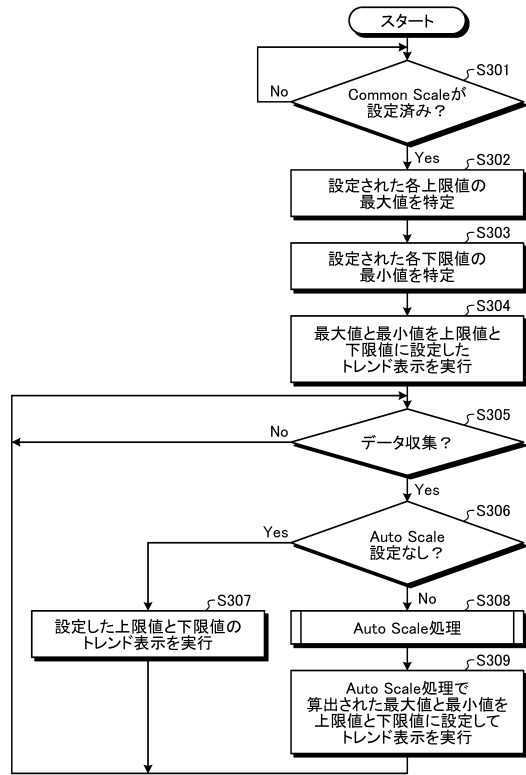 スタート
S301
No
Common Scaleが
設定済み？
Yes
S302
設定された各上限値の
最大値を特定
S303
設定された各下限値の
最小値を特定
S304
最大値と最小値を上限値と
下限値に設定した
トレンド表示を実行
S305
No
データ収集？
Yes
S306
Yes
Auto Scale
設定なし？
No
S307
設定した上限値と下限値の
トレンド表示を実行
S308
Auto Scale処理
S309
Auto Scale処理で
算出された最大値と最小値を
上限値と下限値に設定して
トレンド表示を実行